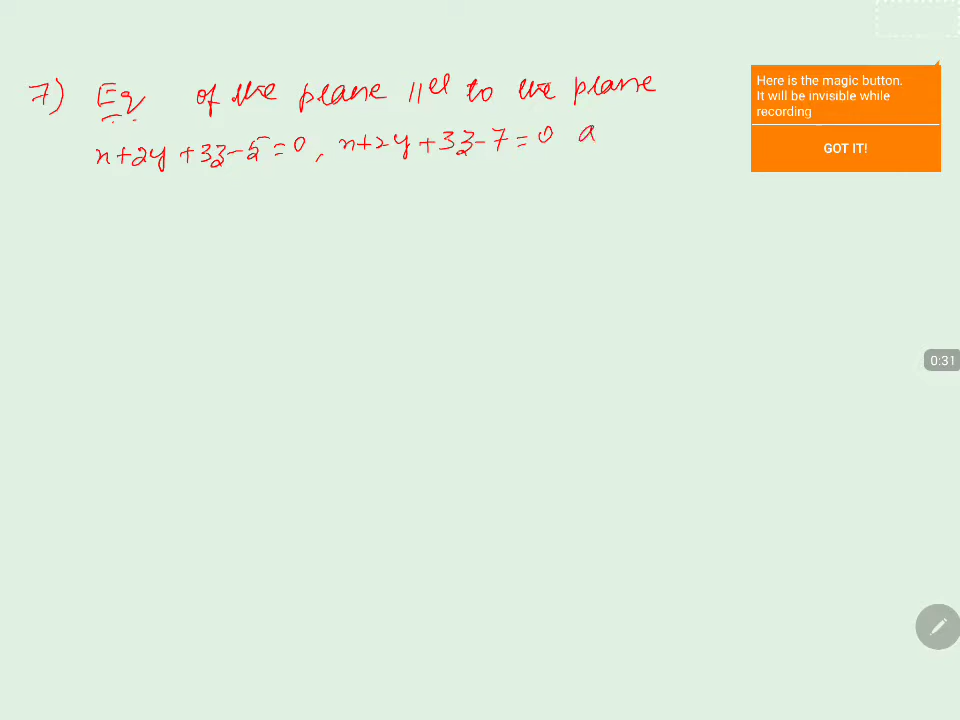 7) Eq of the plane ||el to the plane
x+2y+3z-5=0, x+2y+3z-7=0 a
Here is the magic button.
It will be invisible while
recording
GOT IT!
0:31